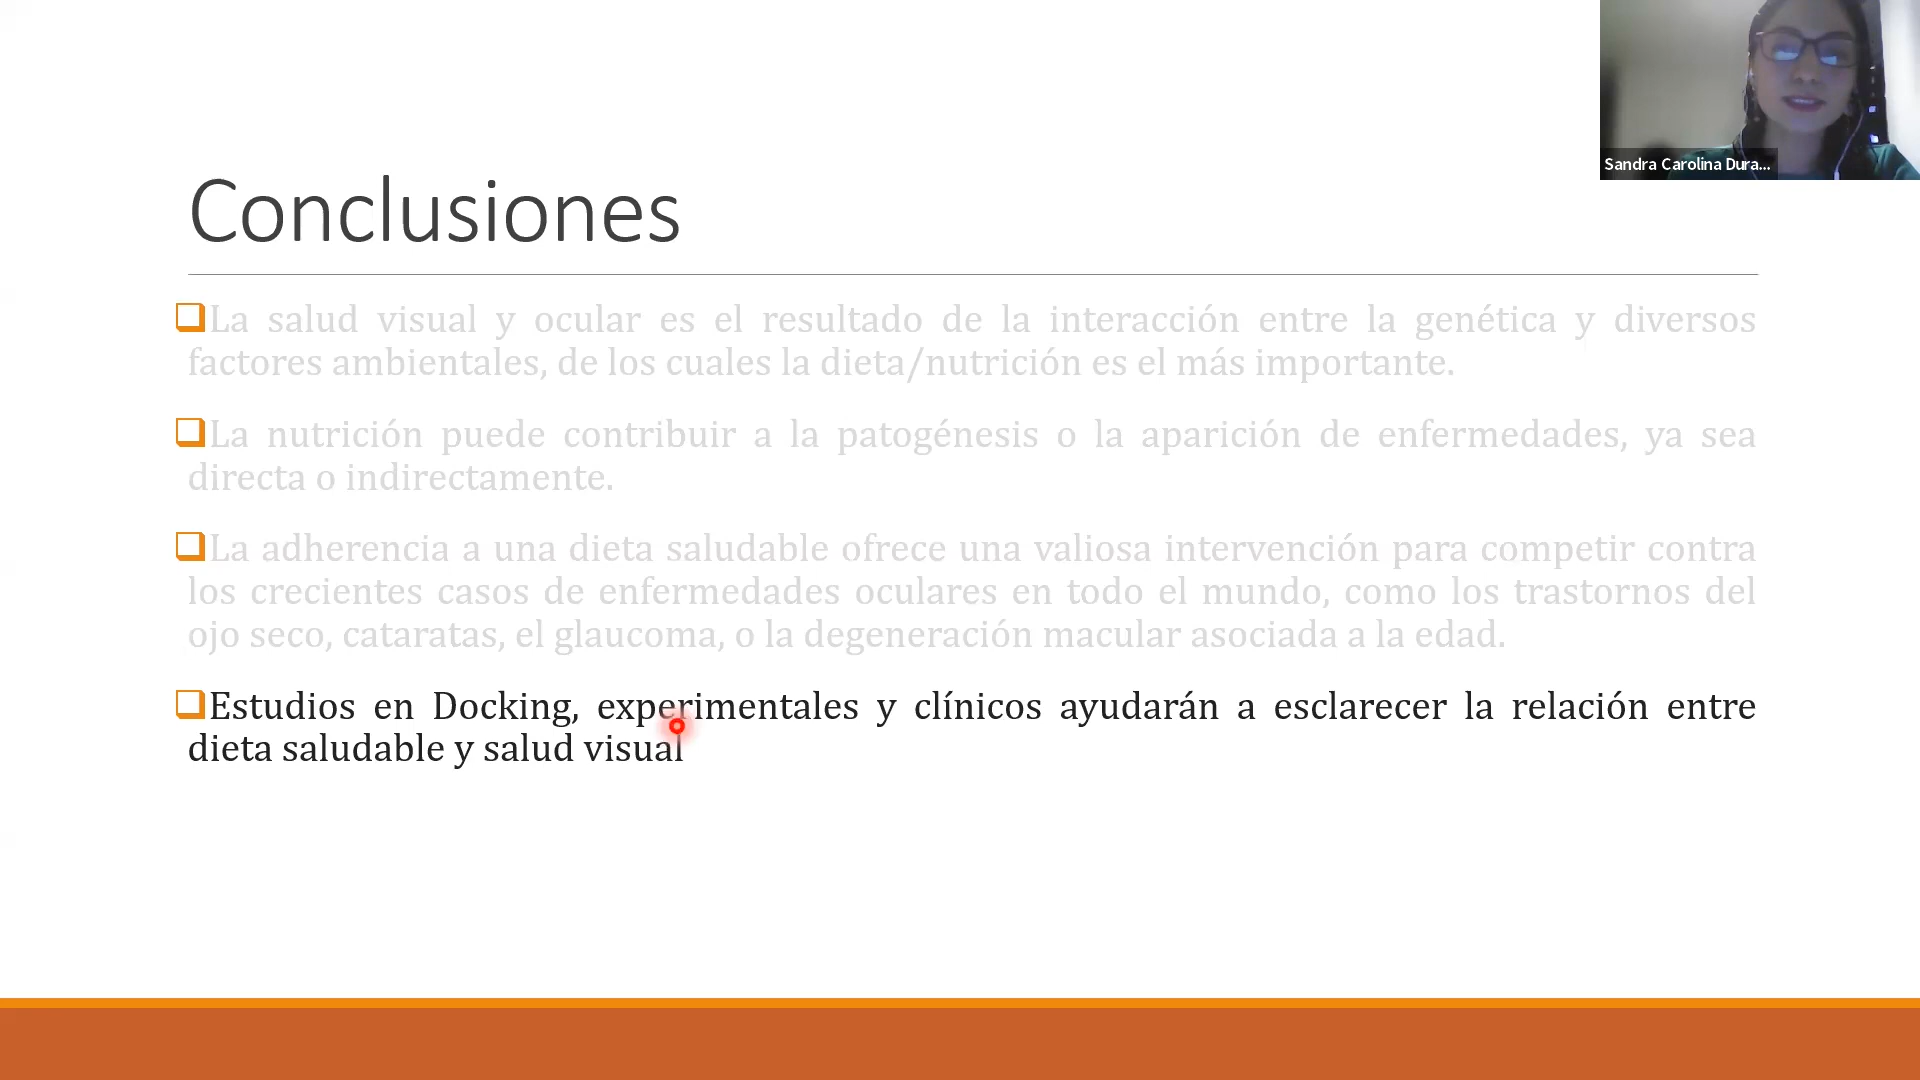 Sandra Carolina Dura...
Conclusiones
La salud visual y ocular es el resultado de la interacción entre la genética y diversos
factores ambientales, de los cuales la dieta/nutrición es el más importante.
La nutrición puede contribuir a la patogénesis o la aparición de enfermedades, ya sea
directa o indirectamente.
La adherencia a una dieta saludable ofrece una valiosa intervención para competir contra
los crecientes casos de enfermedades oculares en todo el mundo, como los trastornos del
ojo seco, cataratas, el glaucoma, o la degeneración macular asociada a la edad.
Estudios en Docking, experimentales y clínicos ayudarán a esclarecer la relación entre
dieta saludable y salud visual